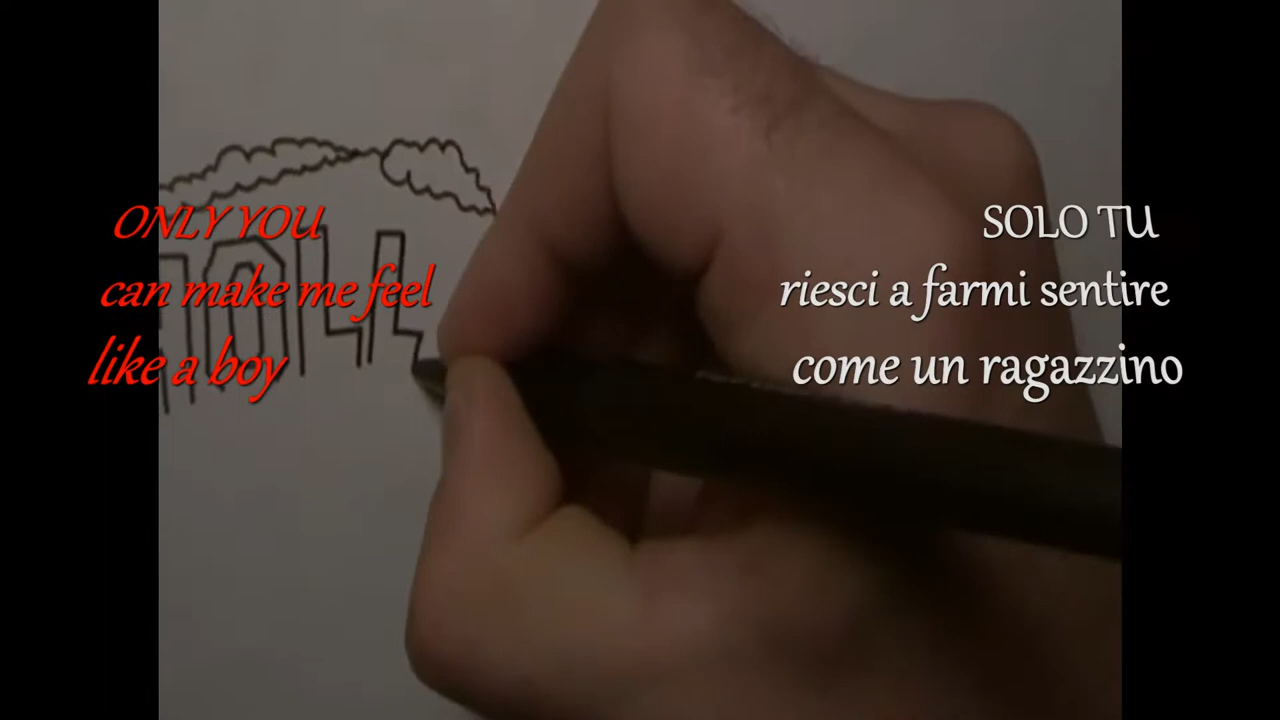 ONLY YOU
can make me feel
like a boy
SOLO TU
riesci a farmi sentire
come un ragazzino